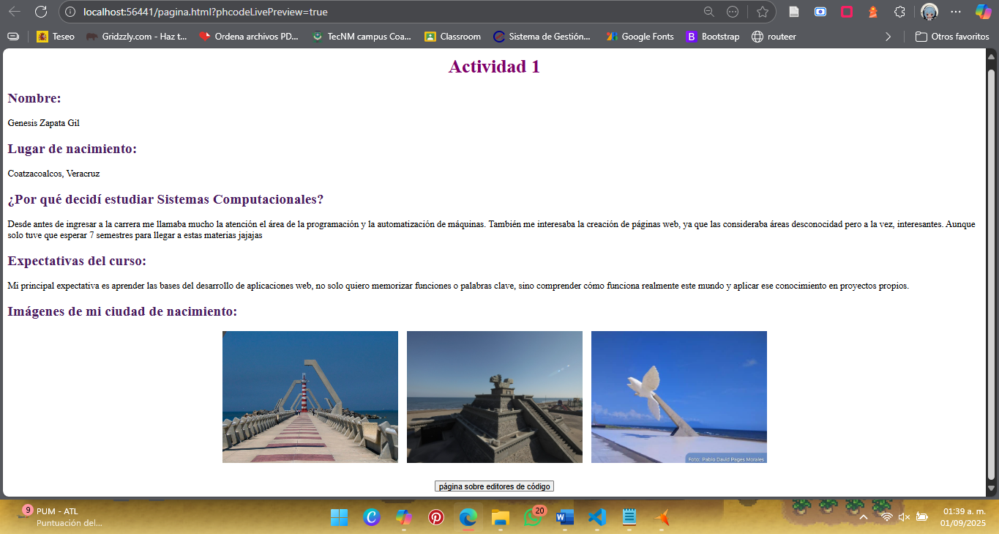 localhost:56441/pagina.html?phcodeLivePreview=true
Teseo
Gridzzly.com - Haz t...
Ordena archivos PD...
TecNM campus Coa...
Classroom
Sistema de Gestión...
Google Fonts
B
Bootstrap
routeer
Otros favoritos
Actividad 1
Nombre:
Genesis Zapata Gil
Lugar de nacimiento:
Coatzacoalcos, Veracruz
¿Por qué decidí estudiar Sistemas Computacionales?
Desde antes de ingresar a la carrera me llamaba mucho la atención el área de la programación y la automatización de máquinas. También me interesaba la creación de páginas web, ya que las consideraba áreas desconocidad pero a la vez, interesantes. Aunque
solo tuve que esperar 7 semestres para llegar a estas materias jajajas
Expectativas del curso:
Mi principal expectativa es aprender las bases del desarrollo de aplicaciones web, no solo quiero memorizar funciones o palabras clave, sino comprender cómo funciona realmente este mundo y aplicar ese conocimiento en proyectos propios.
Imágenes de mi ciudad de nacimiento:
Foto: Pablo David Pages Morales
página sobre editores de código
9
PUM - ATL
Puntuación del...
20
01:39 a. m.
01/09/2025